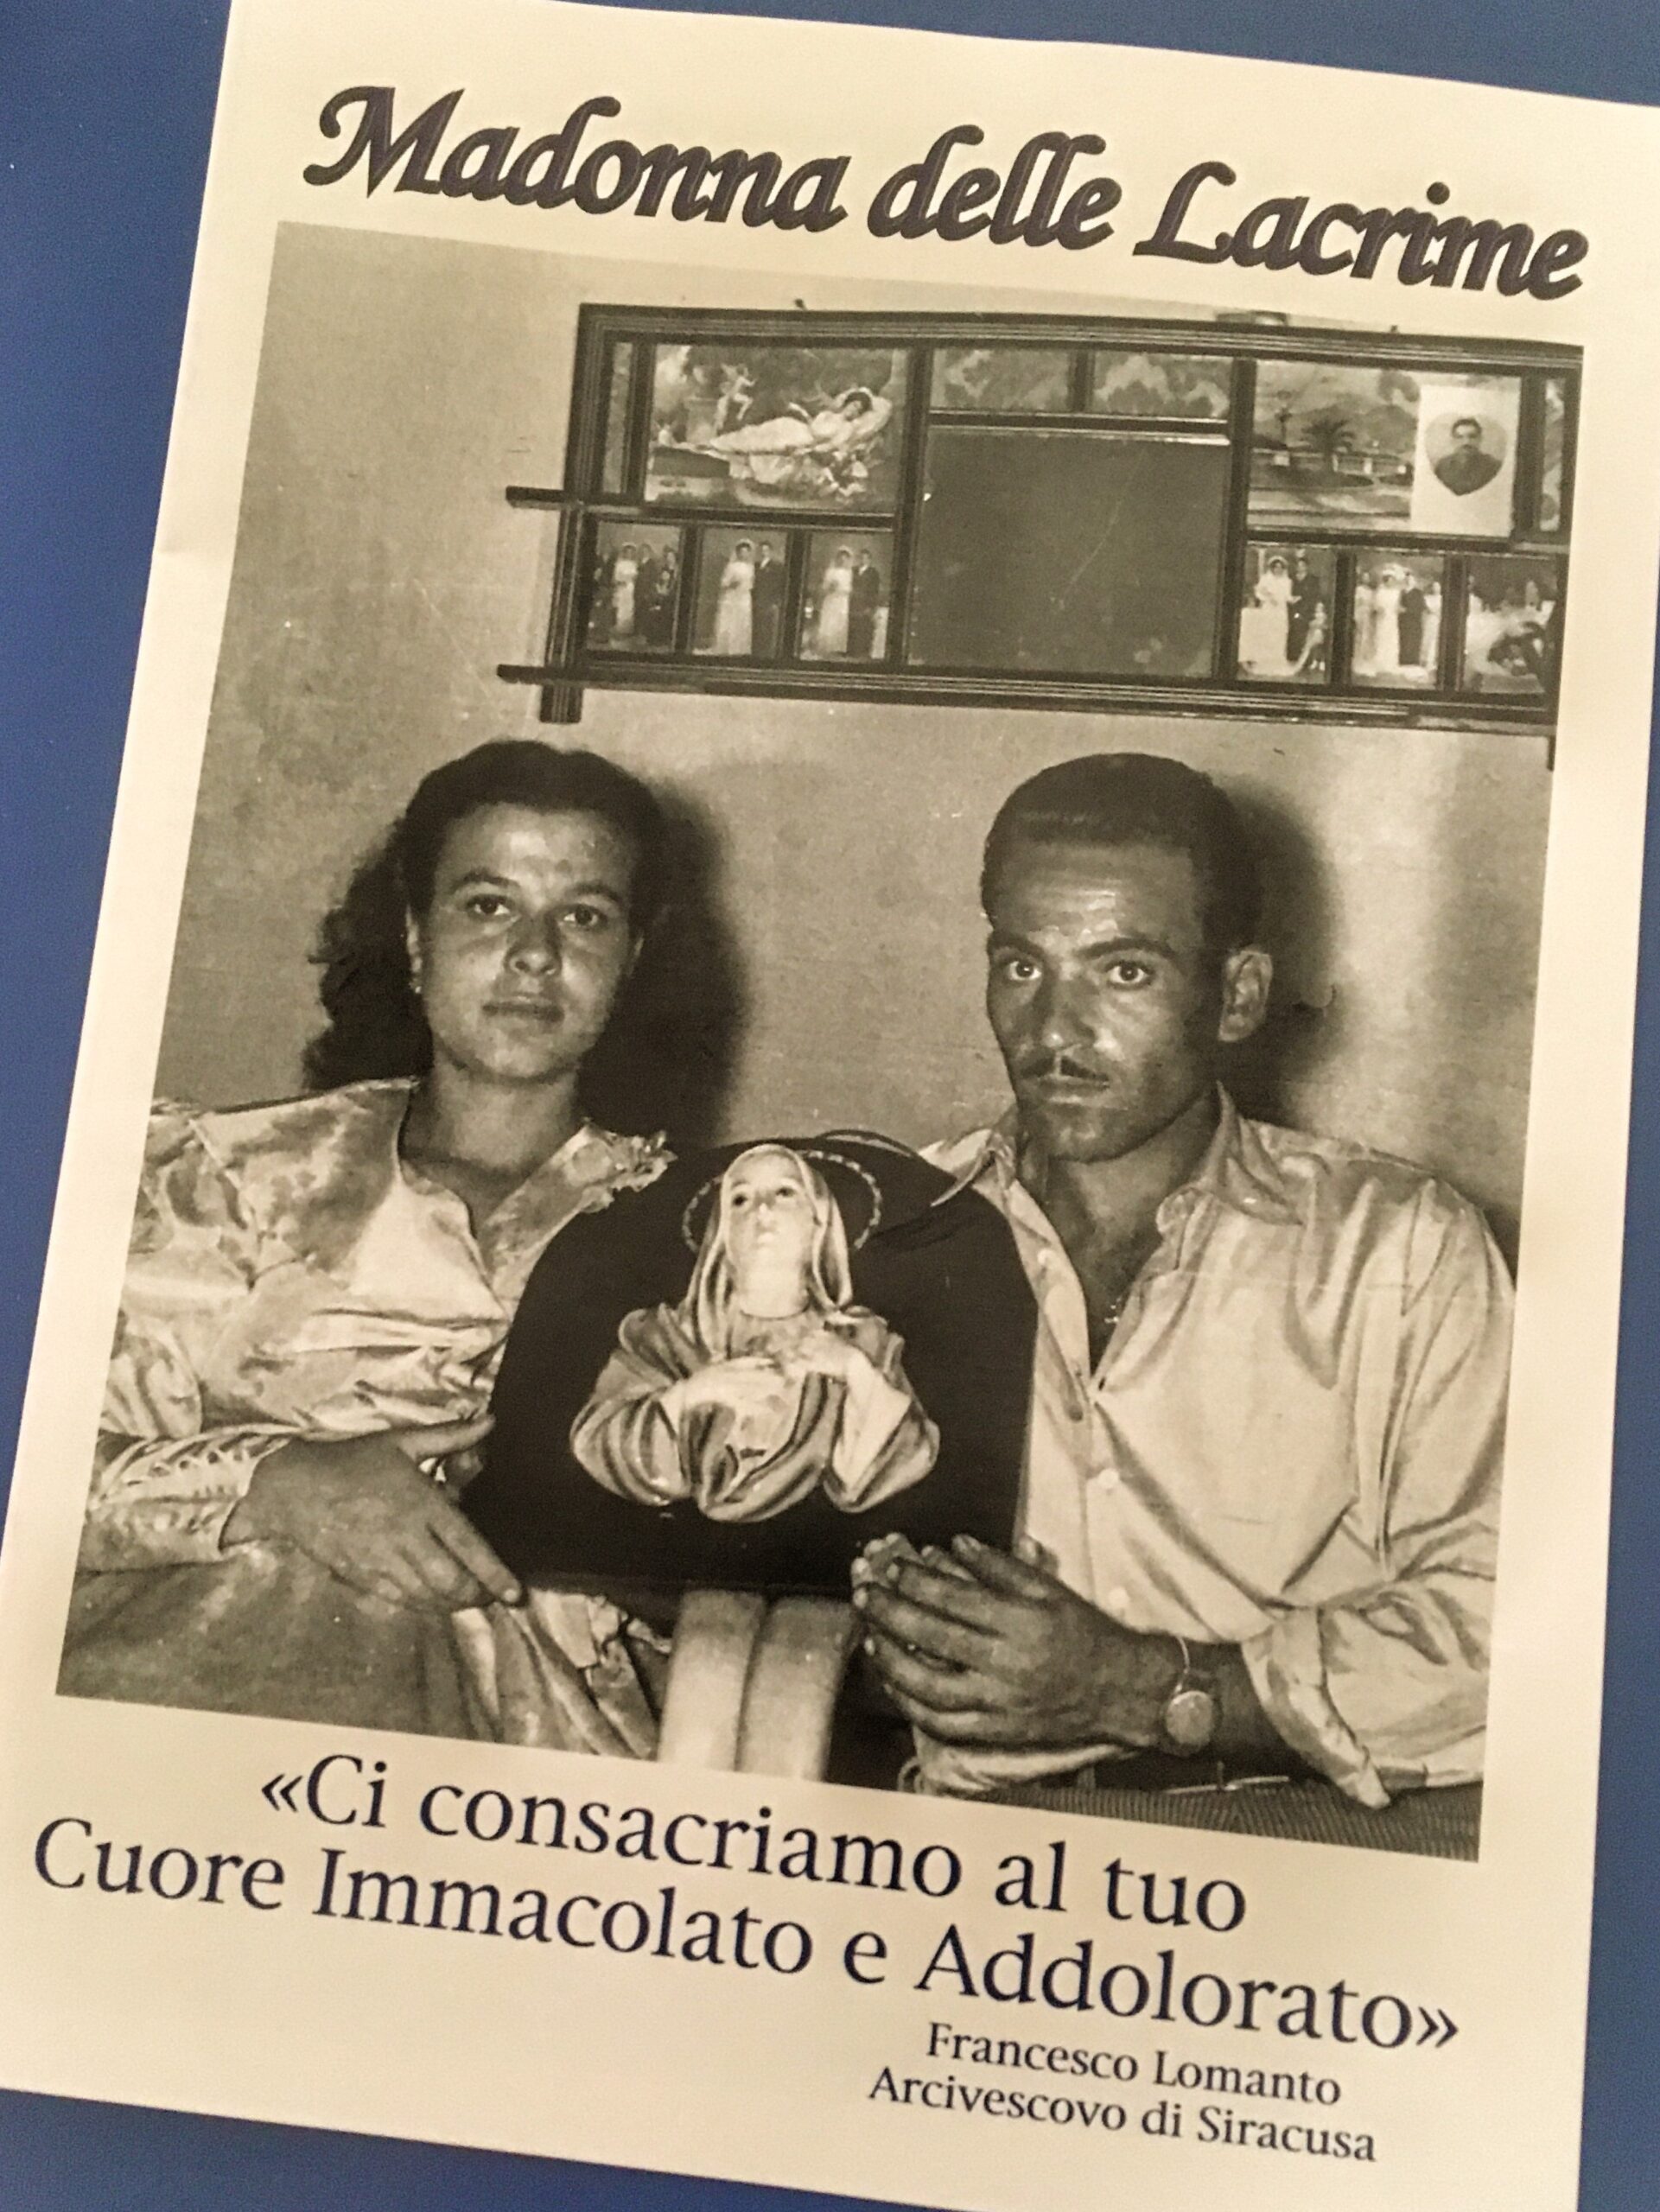 Madonna delle Lacrime
«Ci consacriamo al tuo
Cuore Immacolato e Addolorato»
Francesco Lomanto
Arcivescovo di Siracusa